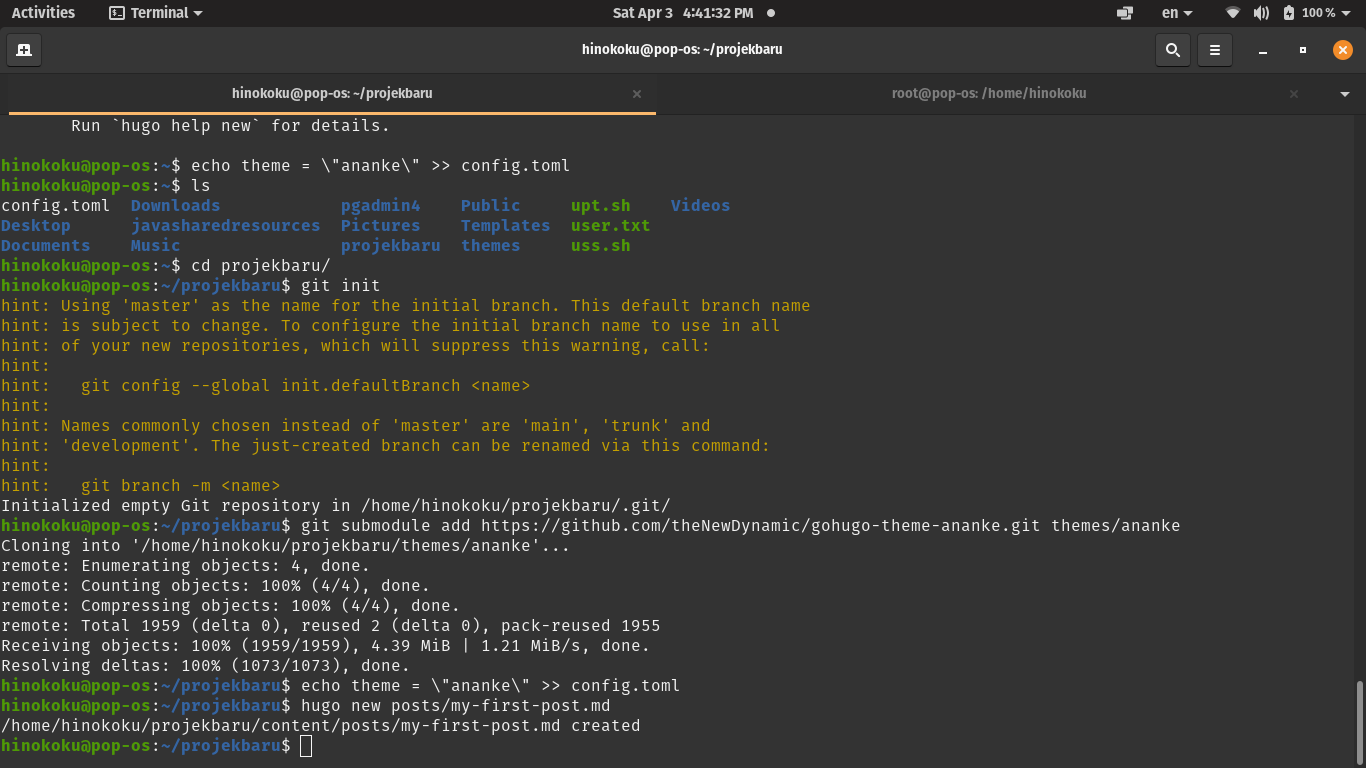 Activities Terminal Sat Apr 3 4:41:32 PM en 100 %
hinokoku@pop-os: ~/projekbaru
hinokoku@pop-os: ~/projekbaru root@pop-os: /home/hinokoku
Run `hugo help new` for details.
hinokoku@pop-os:~$ echo theme = \"ananke\" >> config.toml
hinokoku@pop-os:~$ ls
config.toml Downloads pgadmin4 Public upt.sh Videos
Desktop javasharedresources Pictures Templates user.txt
Documents Music projekbaru themes uss.sh
hinokoku@pop-os:~$ cd projekbaru/
hinokoku@pop-os:~/projekbaru$ git init
hint: Using 'master' as the name for the initial branch. This default branch name
hint: is subject to change. To configure the initial branch name to use in all
hint: of your new repositories, which will suppress this warning, call:
hint:
hint: git config --global init.defaultBranch <name>
hint:
hint: Names commonly chosen instead of 'master' are 'main', 'trunk' and
hint: 'development'. The just-created branch can be renamed via this command:
hint:
hint: git branch -m <name>
Initialized empty Git repository in /home/hinokoku/projekbaru/.git/
hinokoku@pop-os:~/projekbaru$ git submodule add https://github.com/theNewDynamic/gohugo-theme-ananke.git themes/ananke
Cloning into '/home/hinokoku/projekbaru/themes/ananke'...
remote: Enumerating objects: 4, done.
remote: Counting objects: 100% (4/4), done.
remote: Compressing objects: 100% (4/4), done.
remote: Total 1959 (delta 0), reused 2 (delta 0), pack-reused 1955
Receiving objects: 100% (1959/1959), 4.39 MiB | 1.21 MiB/s, done.
Resolving deltas: 100% (1073/1073), done.
hinokoku@pop-os:~/projekbaru$ echo theme = \"ananke\" >> config.toml
hinokoku@pop-os:~/projekbaru$ hugo new posts/my-first-post.md
/home/hinokoku/projekbaru/content/posts/my-first-post.md created
hinokoku@pop-os:~/projekbaru$